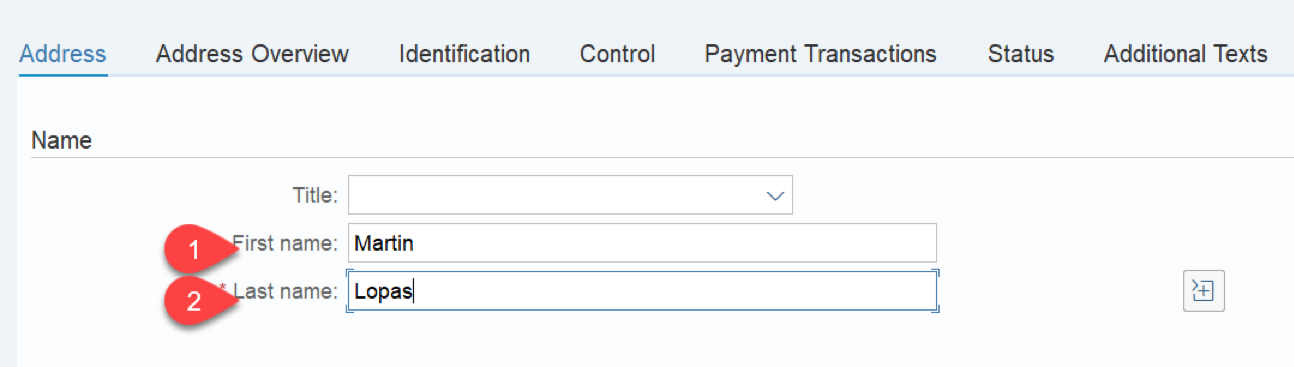 Address Address Overview Identification Control Payment Transactions Status Additional Texts
Name
Title:
1 First name: Martin
2 * Last name: Lopas